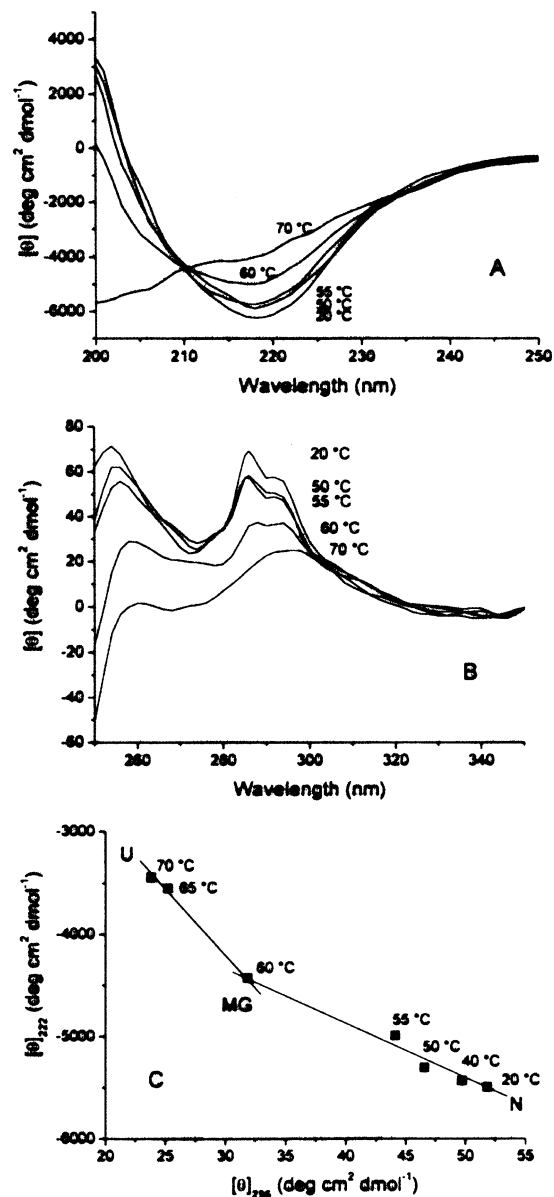 4000
2000
0
-2000
-4000
-6000
[θ] (deg cm² dmol⁻¹)
70 °C
60 °C
55 °C
20 °C
A
200 210 220 230 240 250
Wavelength (nm)
80
60
40
20
0
-20
-40
-60
[θ] (deg cm² dmol⁻¹)
20 °C
50 °C
55 °C
60 °C
70 °C
B
260 280 300 320 340
Wavelength (nm)
-3000
-4000
-5000
-6000
[θ]₂₂₂ (deg cm² dmol⁻¹)
U
70 °C
65 °C
60 °C
MG
55 °C
50 °C
40 °C
20 °C
N
C
20 25 30 35 40 45 50 55
[θ]₂₉₆ (deg cm² dmol⁻¹)